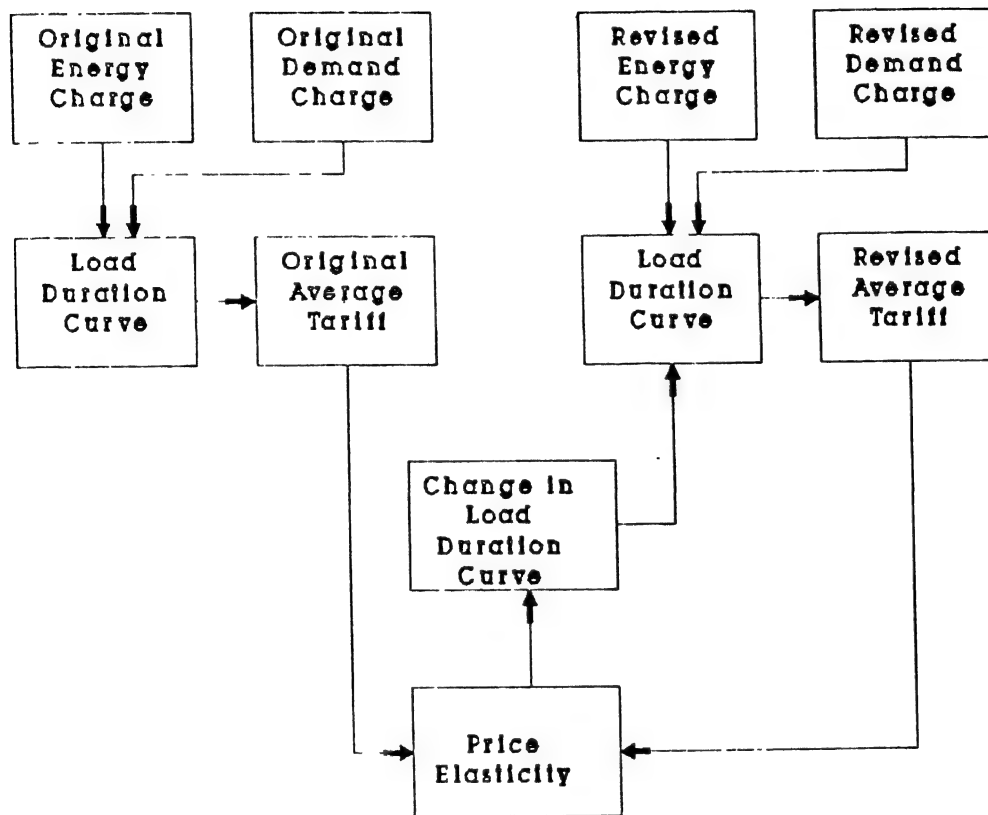 Original
Energy
Charge
Original
Demand
Charge
Revised
Energy
Charge
Revised
Demand
Charge
Load
Duration
Curve
Original
Average
Tariff
Load
Duration
Curve
Revised
Average
Tariff
Change in
Load
Duration
Curve
Price
Elasticity